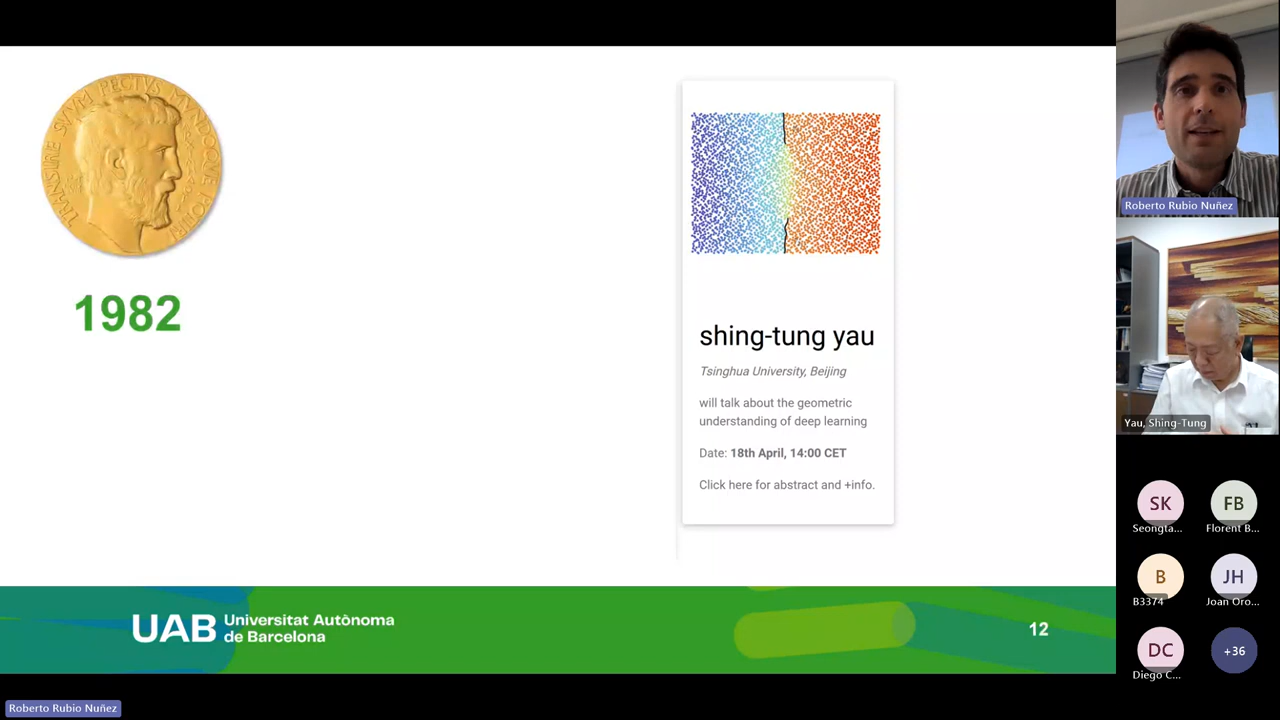 TRANSIRE SVVM PECTVS MVNDOQVE POTIRI
1982
shing-tung yau
Tsinghua University, Beijing
will talk about the geometric
understanding of deep learning
Date: 18th April, 14:00 CET
Click here for abstract and +info.
UAB Universitat Autònoma
de Barcelona
12
Roberto Rubio Nuñez
Yau, Shing-Tung
SK
Seongta...
FB
Florent B...
B
B3374
JH
Joan Oro...
DC
Diego C...
+36
Roberto Rubio Nuñez